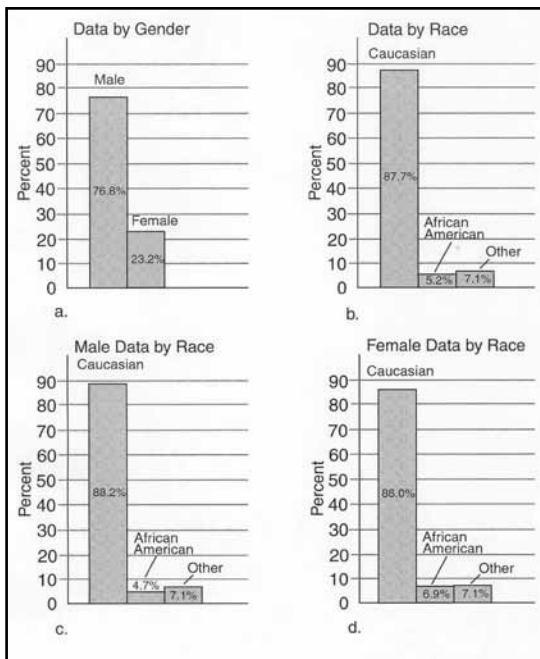 Data by Gender
90
80
70
60
50
40
30
20
10
0
Percent
Male
76.8%
Female
23.2%
a.
Data by Race
Caucasian
90
80
70
60
50
40
30
20
10
0
Percent
87.7%
African
American
Other
5.2%
7.1%
b.
Male Data by Race
Caucasian
90
80
70
60
50
40
30
20
10
0
Percent
88.2%
African
American
4.7%
Other
7.1%
c.
Female Data by Race
Caucasian
90
80
70
60
50
40
30
20
10
0
Percent
86.0%
African
American
Other
6.9%
7.1%
d.